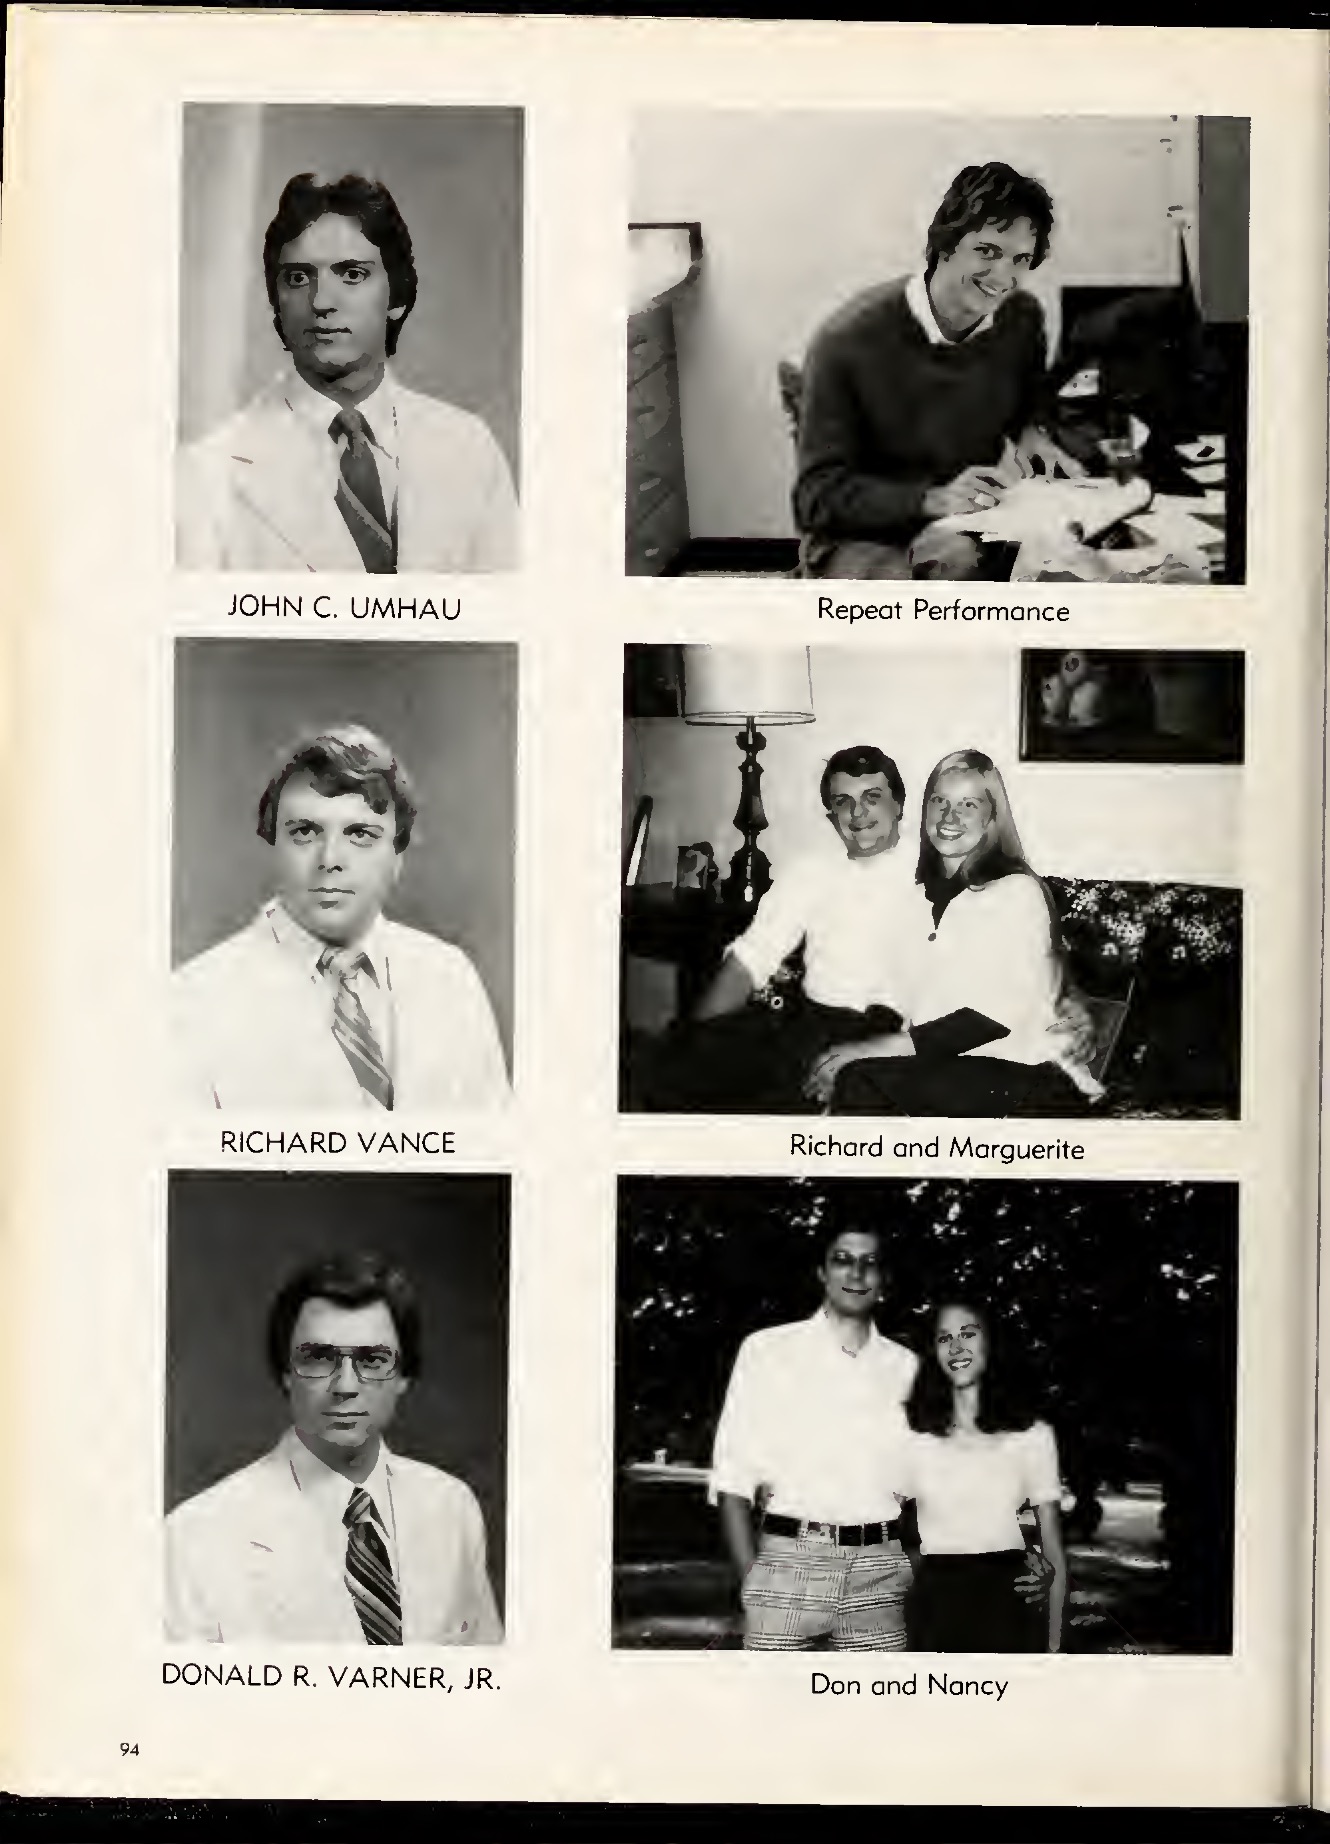 JOHN C. UMHAU
Repeat Performance
RICHARD VANCE
Richard and Marguerite
DONALD R. VARNER, JR.
Don and Nancy
94